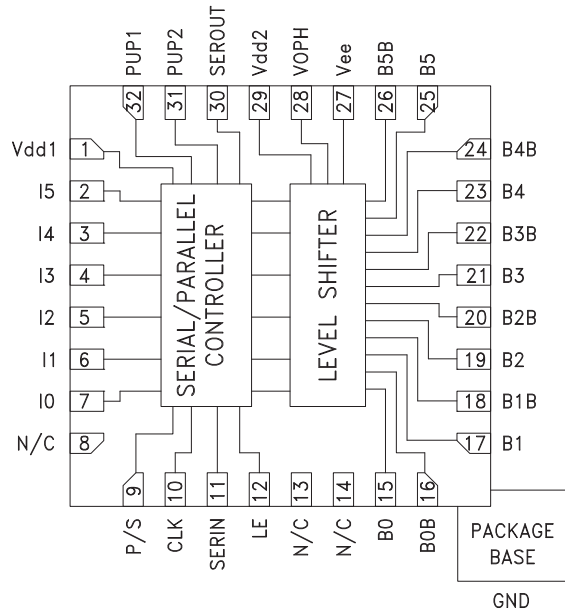 PUP1
PUP2
SEROUT
Vdd2
VOPH
Vee
B5B
B5
32
31
30
29
28
27
26
25
Vdd1
1
I5
2
I4
3
I3
4
I2
5
I1
6
I0
7
N/C
8
SERIAL/PARALLEL
CONTROLLER
LEVEL SHIFTER
24
B4B
23
B4
22
B3B
21
B3
20
B2B
19
B2
18
B1B
17
B1
9
10
11
12
13
14
15
16
P/S
CLK
SERIN
LE
N/C
N/C
B0
B0B
PACKAGE
BASE
GND